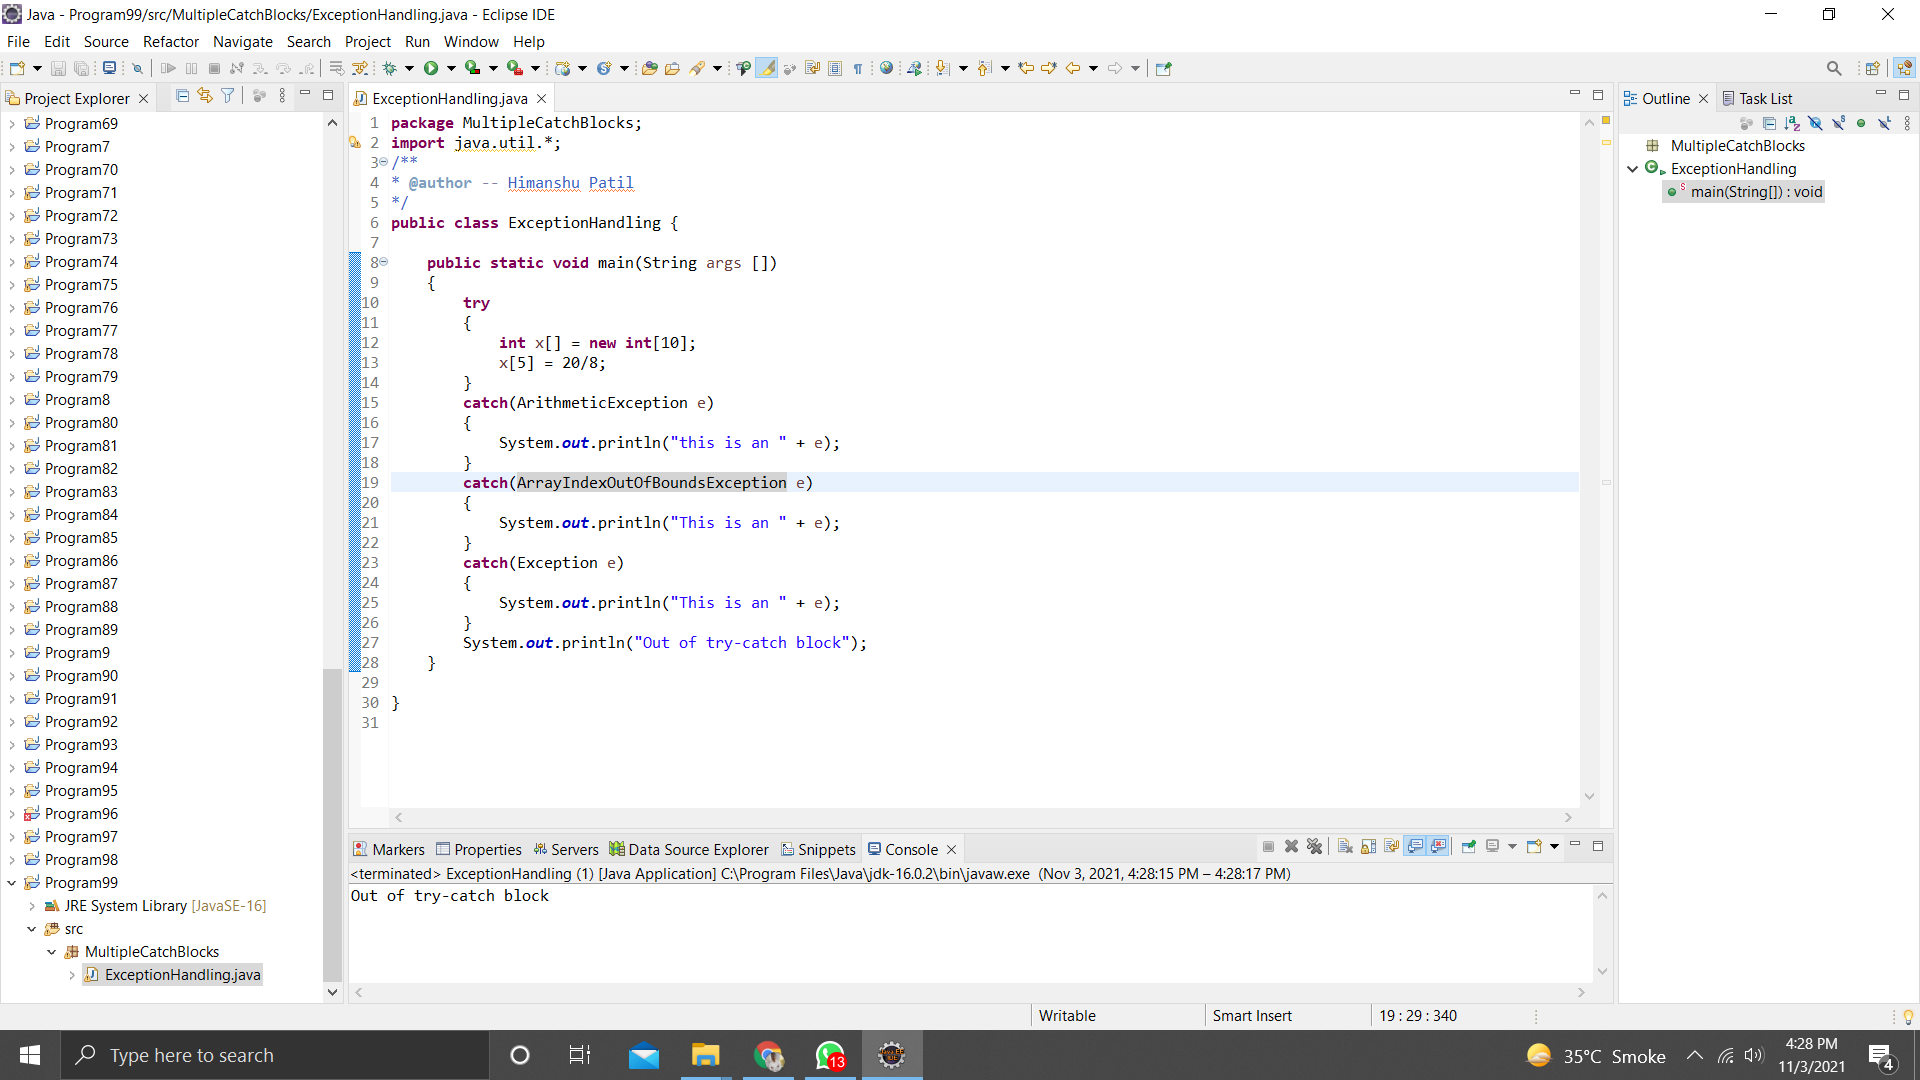 Java - Program99/src/MultipleCatchBlocks/ExceptionHandling.java - Eclipse IDE
File Edit Source Refactor Navigate Search Project Run Window Help
Project Explorer
Program69
Program7
Program70
Program71
Program72
Program73
Program74
Program75
Program76
Program77
Program78
Program79
Program8
Program80
Program81
Program82
Program83
Program84
Program85
Program86
Program87
Program88
Program89
Program9
Program90
Program91
Program92
Program93
Program94
Program95
Program96
Program97
Program98
Program99
JRE System Library [JavaSE-16]
src
MultipleCatchBlocks
ExceptionHandling.java
ExceptionHandling.java
1 package MultipleCatchBlocks;
2 import java.util.*;
3 /**
4 * @author -- Himanshu Patil
5 */
6 public class ExceptionHandling {
7
8 public static void main(String args [])
9 {
10 try
11 {
12 int x[] = new int[10];
13 x[5] = 20/8;
14 }
15 catch(ArithmeticException e)
16 {
17 System.out.println("this is an " + e);
18 }
19 catch(ArrayIndexOutOfBoundsException e)
20 {
21 System.out.println("This is an " + e);
22 }
23 catch(Exception e)
24 {
25 System.out.println("This is an " + e);
26 }
27 System.out.println("Out of try-catch block");
28 }
29
30 }
31
Outline Task List
MultipleCatchBlocks
ExceptionHandling
main(String[]) : void
Markers Properties Servers Data Source Explorer Snippets Console
<terminated> ExceptionHandling (1) [Java Application] C:\Program Files\Java\jdk-16.0.2\bin\javaw.exe (Nov 3, 2021, 4:28:15 PM – 4:28:17 PM)
Out of try-catch block
Writable Smart Insert 19 : 29 : 340
Type here to search
13
35°C Smoke
4:28 PM
11/3/2021
4